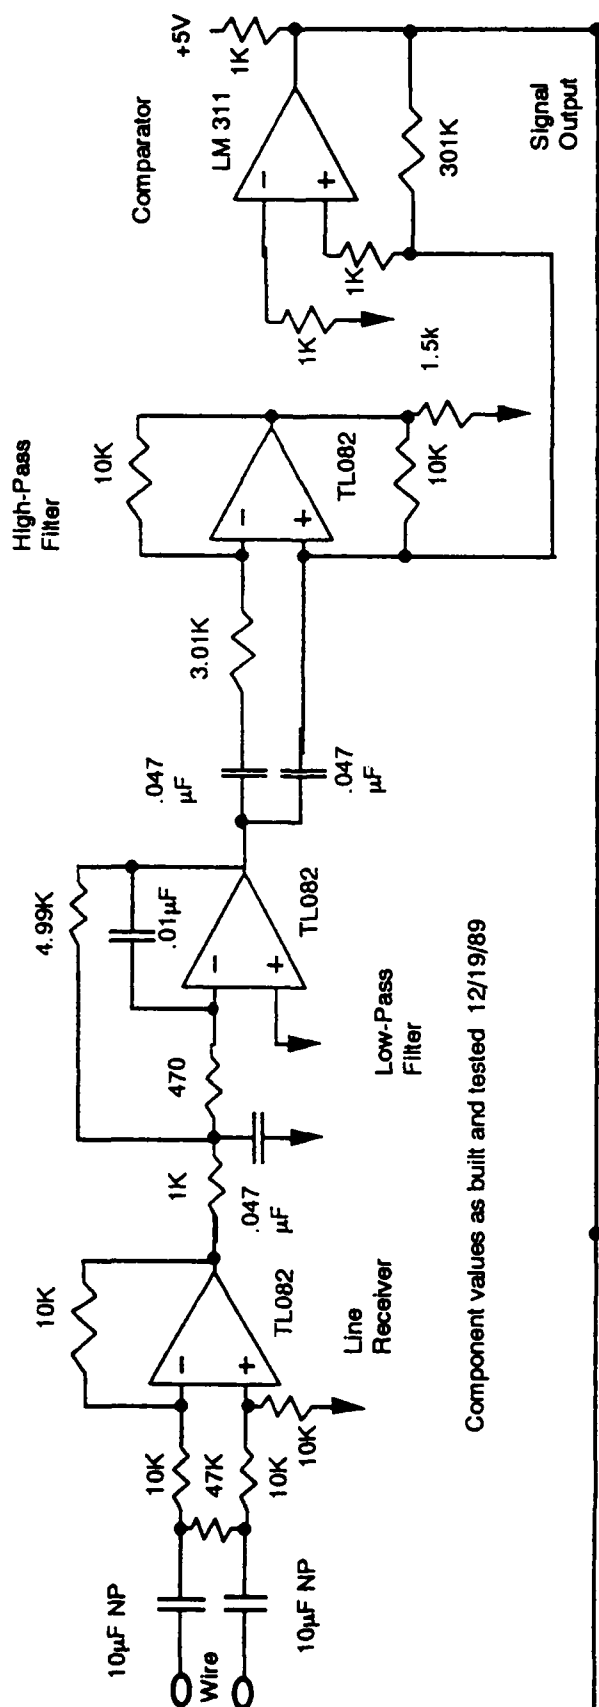 10µF NP
Wire
10µF NP
10K
47K
10K
10K
10K
−
+
TL082
Line
Receiver
1K
.047
µF
470
4.99K
.01µF
−
+
TL082
Low-Pass
Filter
.047
µF
.047
µF
3.01K
High-Pass
Filter
10K
−
+
TL082
10K
1.5k
1K
1K
Comparator
−
+
LM 311
+5V
1K
301K
Signal
Output
Component values as built and tested 12/19/89